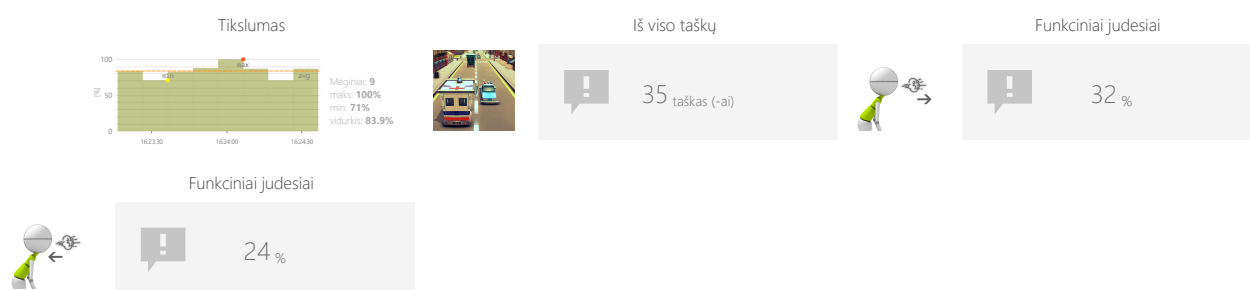 Tikslumas
100
50
0
[%]
min
max
avg
16:23:30
16:24:00
16:24:30
Mėginiai: 9
maks: 100%
min: 71%
vidurkis: 83.9%
Iš viso taškų
35 taškas (-ai)
Funkciniai judesiai
32 %
Funkciniai judesiai
24 %